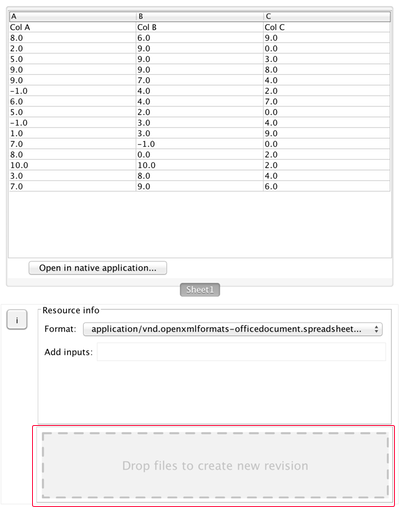 A B C
Col A Col B Col C
8.0 6.0 9.0
2.0 9.0 0.0
5.0 9.0 3.0
9.0 9.0 8.0
9.0 7.0 4.0
−1.0 4.0 2.0
6.0 4.0 7.0
5.0 2.0 0.0
−1.0 3.0 4.0
1.0 3.0 9.0
7.0 −1.0 0.0
8.0 0.0 2.0
10.0 10.0 2.0
3.0 8.0 4.0
7.0 9.0 6.0
Open in native application...
Sheet1
i
Resource info
Format: application/vnd.openxmlformats-officedocument.spreadsheet...
Add inputs:
Drop files to create new revision